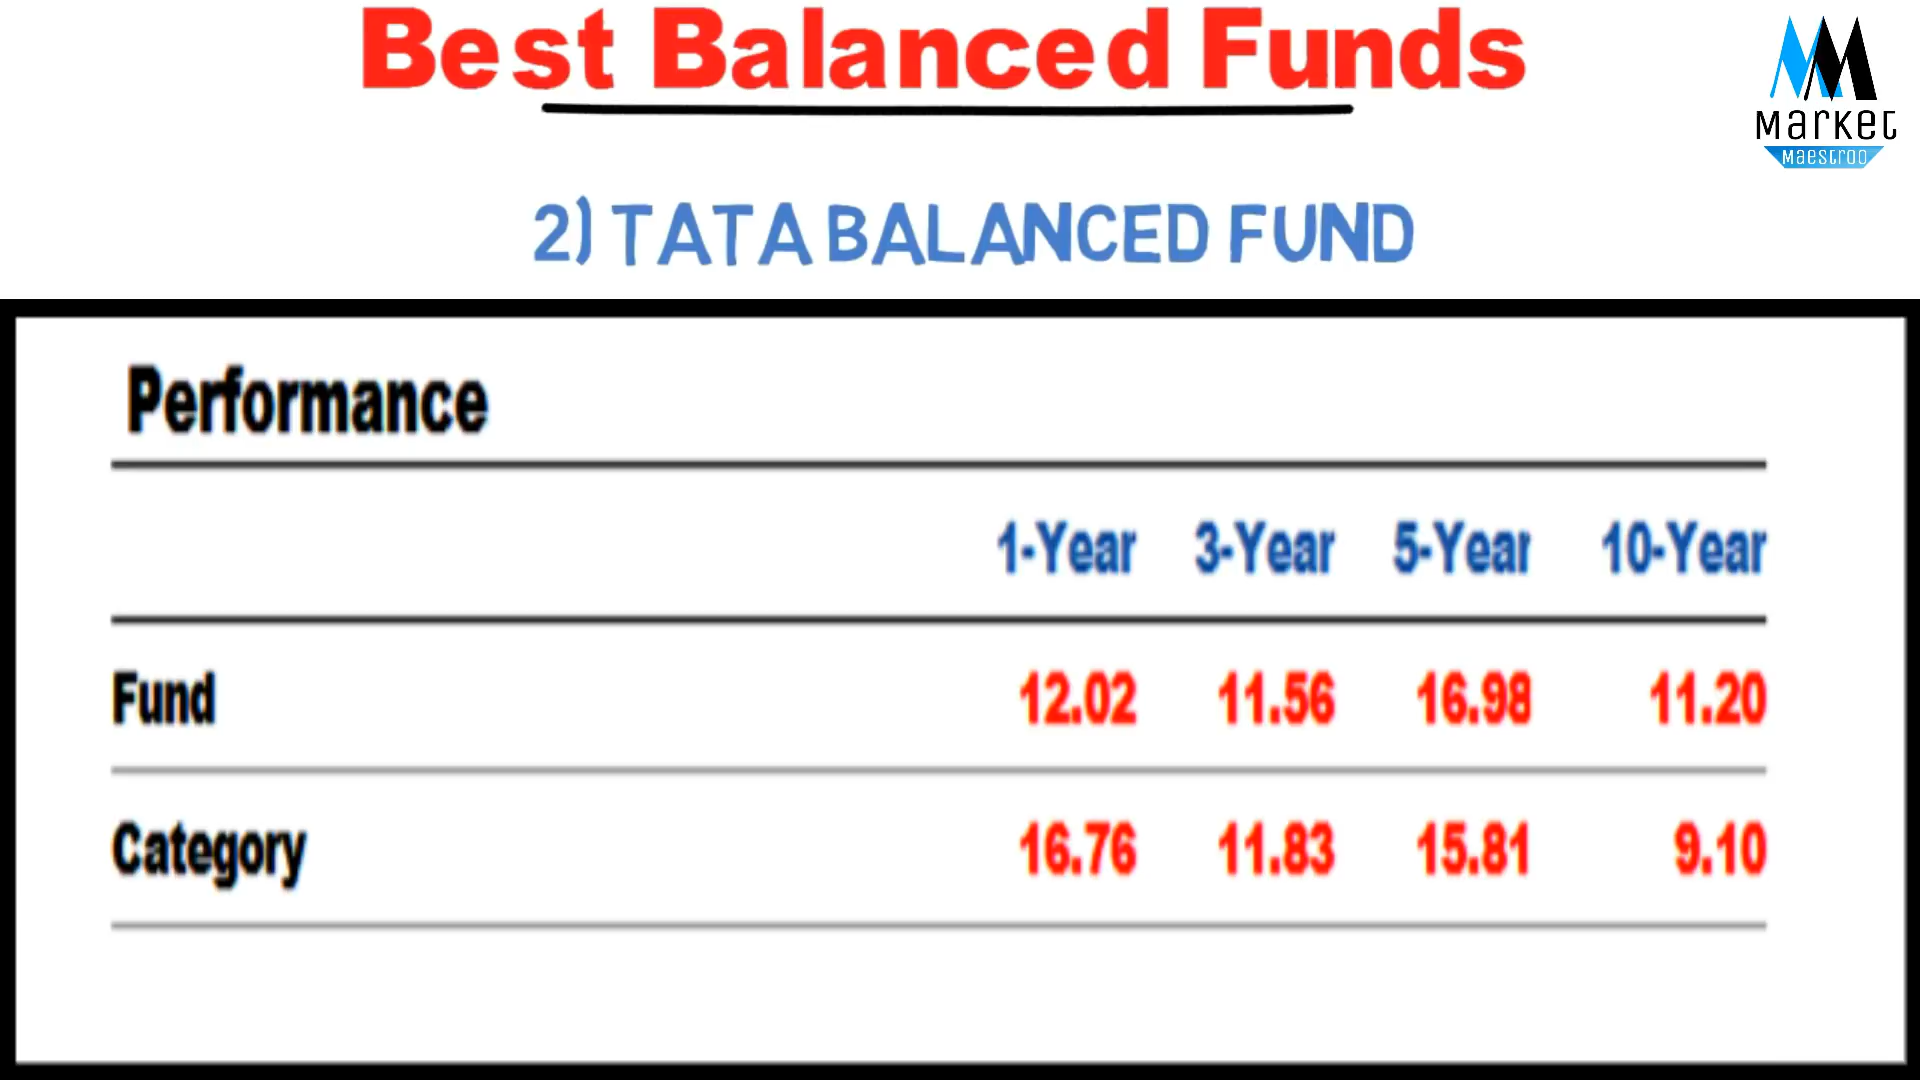 Best Balanced Funds
Market
Maestroo
2) TATA BALANCED FUND
Performance
1-Year 3-Year 5-Year 10-Year
Fund 12.02 11.56 16.98 11.20
Category 16.76 11.83 15.81 9.10